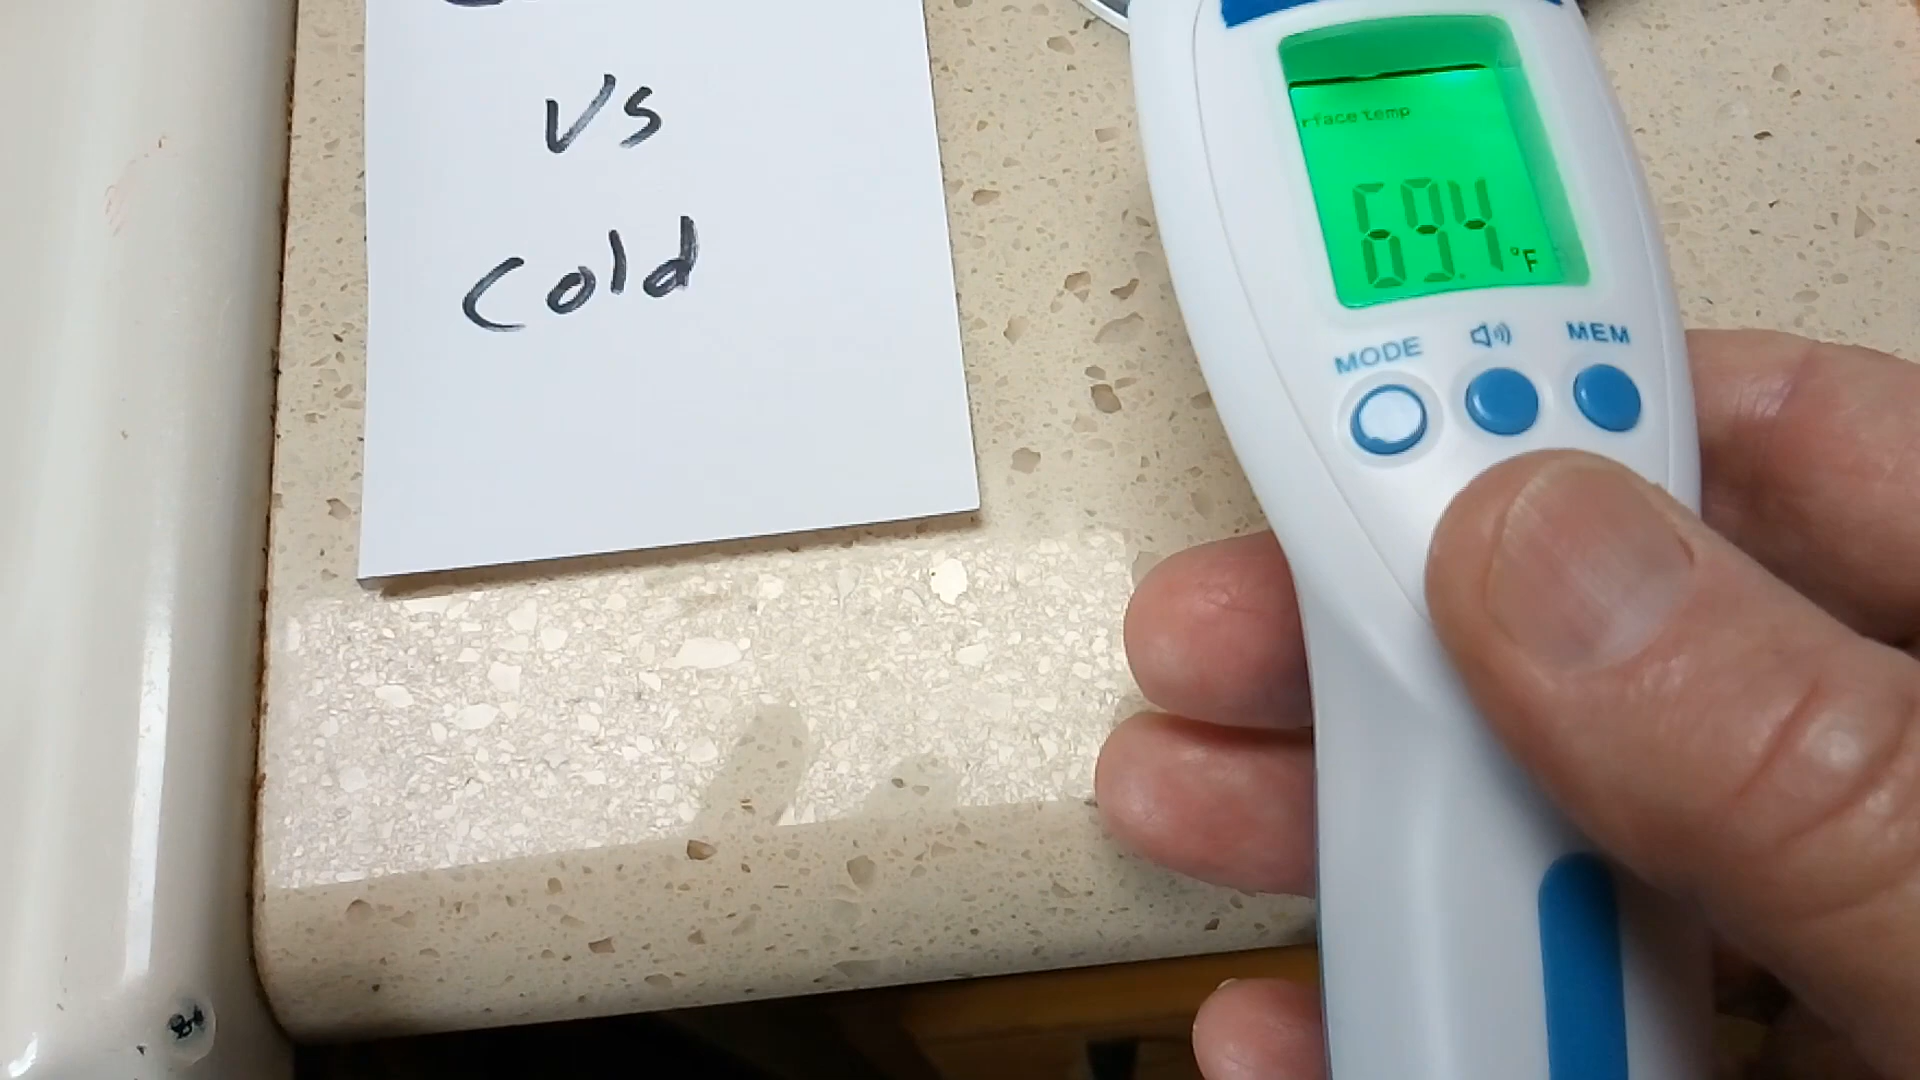 Vs
Cold
rface temp
69.4 °F
MODE
MEM